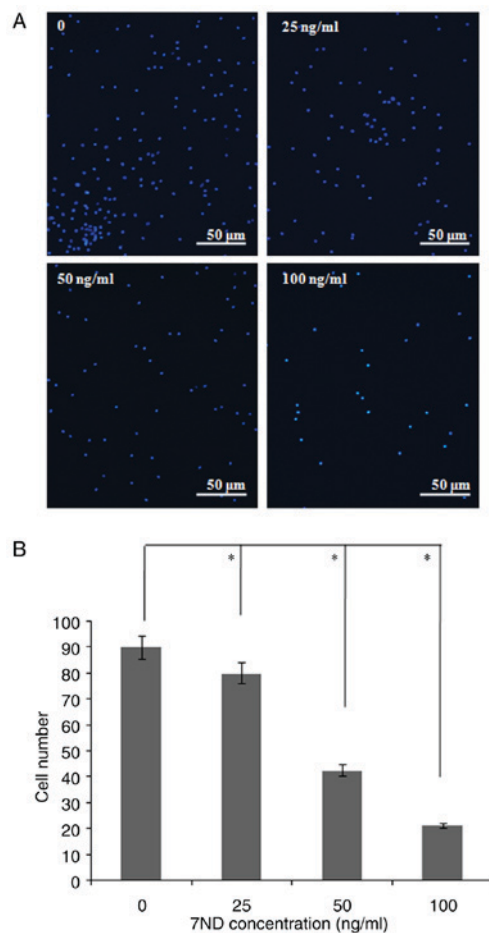 A
0
25 ng/ml
50 µm
50 µm
50 ng/ml
100 ng/ml
50 µm
50 µm
B
* * *
100
90
80
70
60
50
40
30
20
10
0
Cell number
0 25 50 100
7ND concentration (ng/ml)